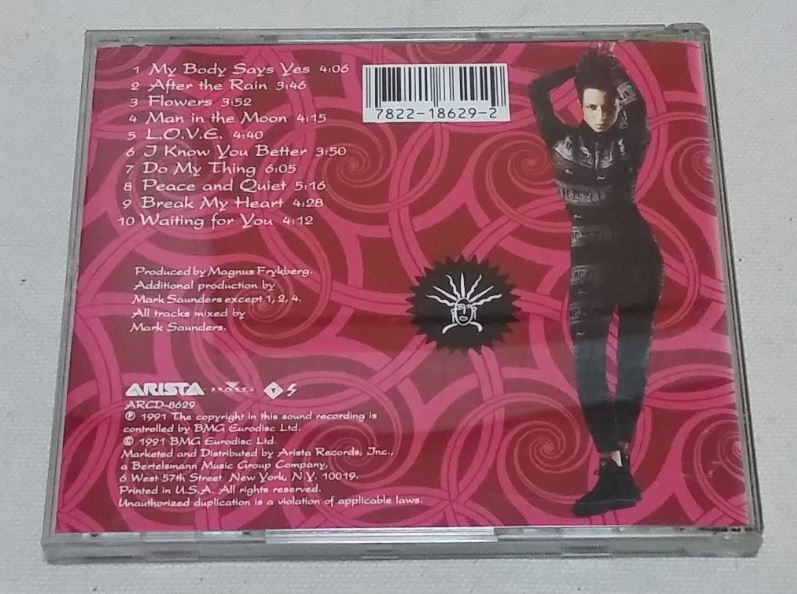 1 My Body Says Yes 4:06
2 After the Rain 3:46
3 Flowers 3:52
4 Man in the Moon 4:15
5 L.O.V.E. 4:40
6 I Know You Better 3:50
7 Do My Thing 6:05
8 Peace and Quiet 5:16
9 Break My Heart 4:28
10 Waiting for You 4:12
7822-18629-2
Produced by Magnus Frykberg.
Additional production by
Mark Saunders except 1, 2, 4.
All tracks mixed by
Mark Saunders.
ARISTA BMG
ARCD-8629
℗ 1991 The copyright in this sound recording is
controlled by BMG Eurodisc Ltd.
© 1991 BMG Eurodisc Ltd.
Marketed and Distributed by Arista Records, Inc.,
a Bertelsmann Music Group Company,
6 West 57th Street, New York, N.Y. 10019.
Printed in U.S.A. All rights reserved.
Unauthorized duplication is a violation of applicable laws.